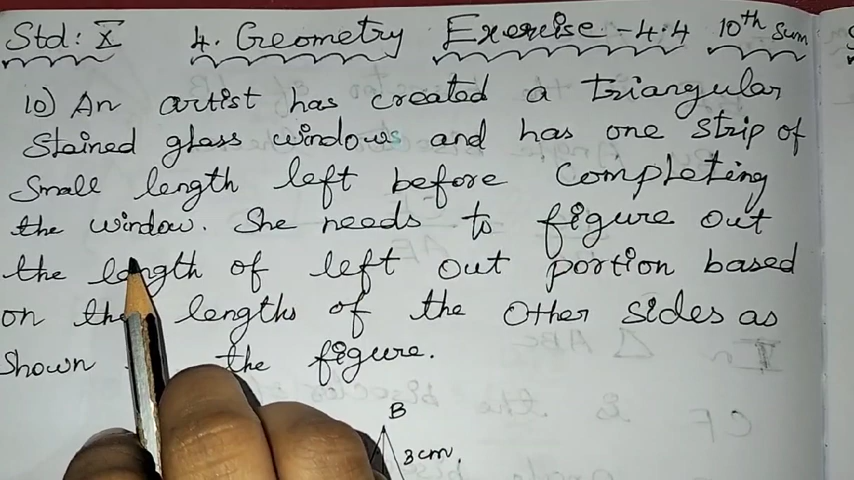 Std: X 4. Geometry Exercise - 4.4 10th Sum
10) An artist has created a triangular
Stained glass windows and has one strip of
Small length left before completing
the window. She needs to figure out
the length of left out portion based
on the lengths of the other sides as
Shown the figure.
B
3cm.